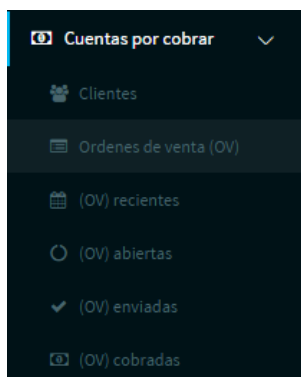 Cuentas por cobrar
Clientes
Ordenes de venta (OV)
(OV) recientes
(OV) abiertas
(OV) enviadas
(OV) cobradas